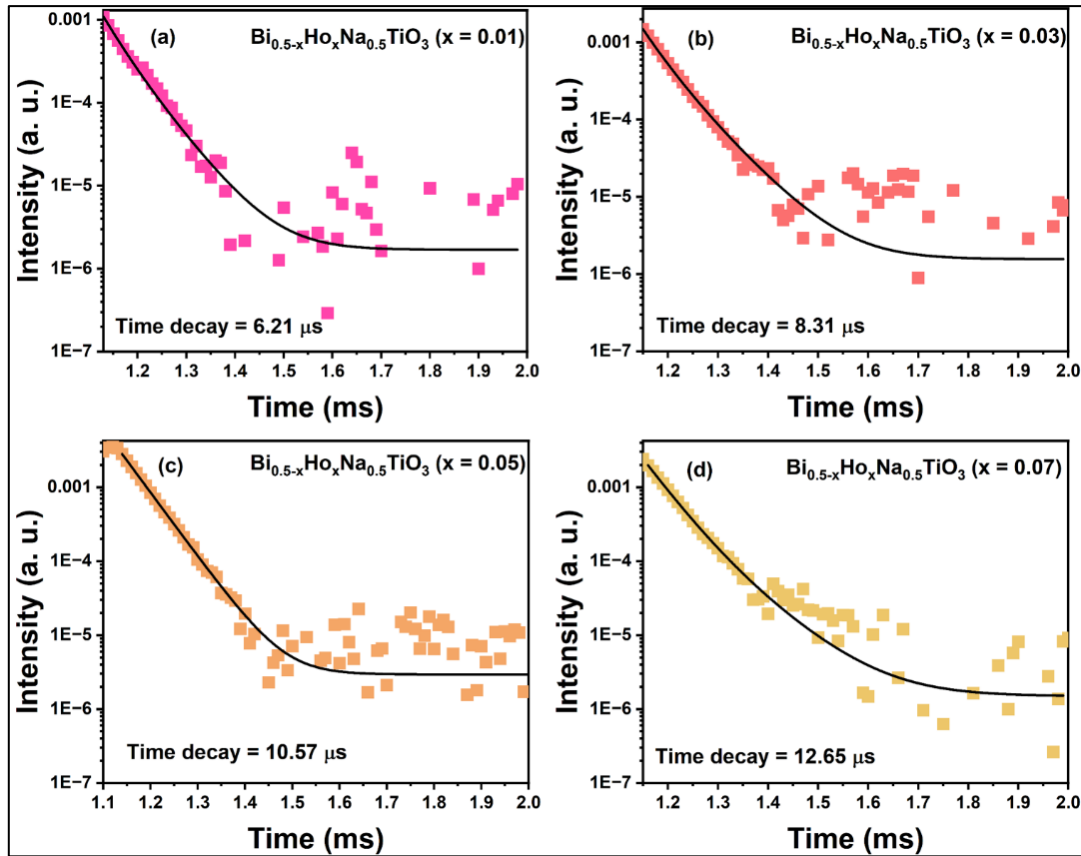 (a) Bi0.5-xHoxNa0.5TiO3 (x = 0.01)
Intensity (a. u.)
0.001
1E-4
1E-5
1E-6
1E-7
Time decay = 6.21 μs
1.2 1.3 1.4 1.5 1.6 1.7 1.8 1.9 2.0
Time (ms)
(b) Bi0.5-xHoxNa0.5TiO3 (x = 0.03)
Intensity (a. u.)
0.001
1E-4
1E-5
1E-6
1E-7
Time decay = 8.31 μs
1.2 1.3 1.4 1.5 1.6 1.7 1.8 1.9 2.0
Time (ms)
(c) Bi0.5-xHoxNa0.5TiO3 (x = 0.05)
Intensity (a. u.)
0.001
1E-4
1E-5
1E-6
1E-7
Time decay = 10.57 μs
1.1 1.2 1.3 1.4 1.5 1.6 1.7 1.8 1.9 2.0
Time (ms)
(d) Bi0.5-xHoxNa0.5TiO3 (x = 0.07)
Intensity (a. u.)
0.001
1E-4
1E-5
1E-6
1E-7
Time decay = 12.65 μs
1.2 1.3 1.4 1.5 1.6 1.7 1.8 1.9 2.0
Time (ms)